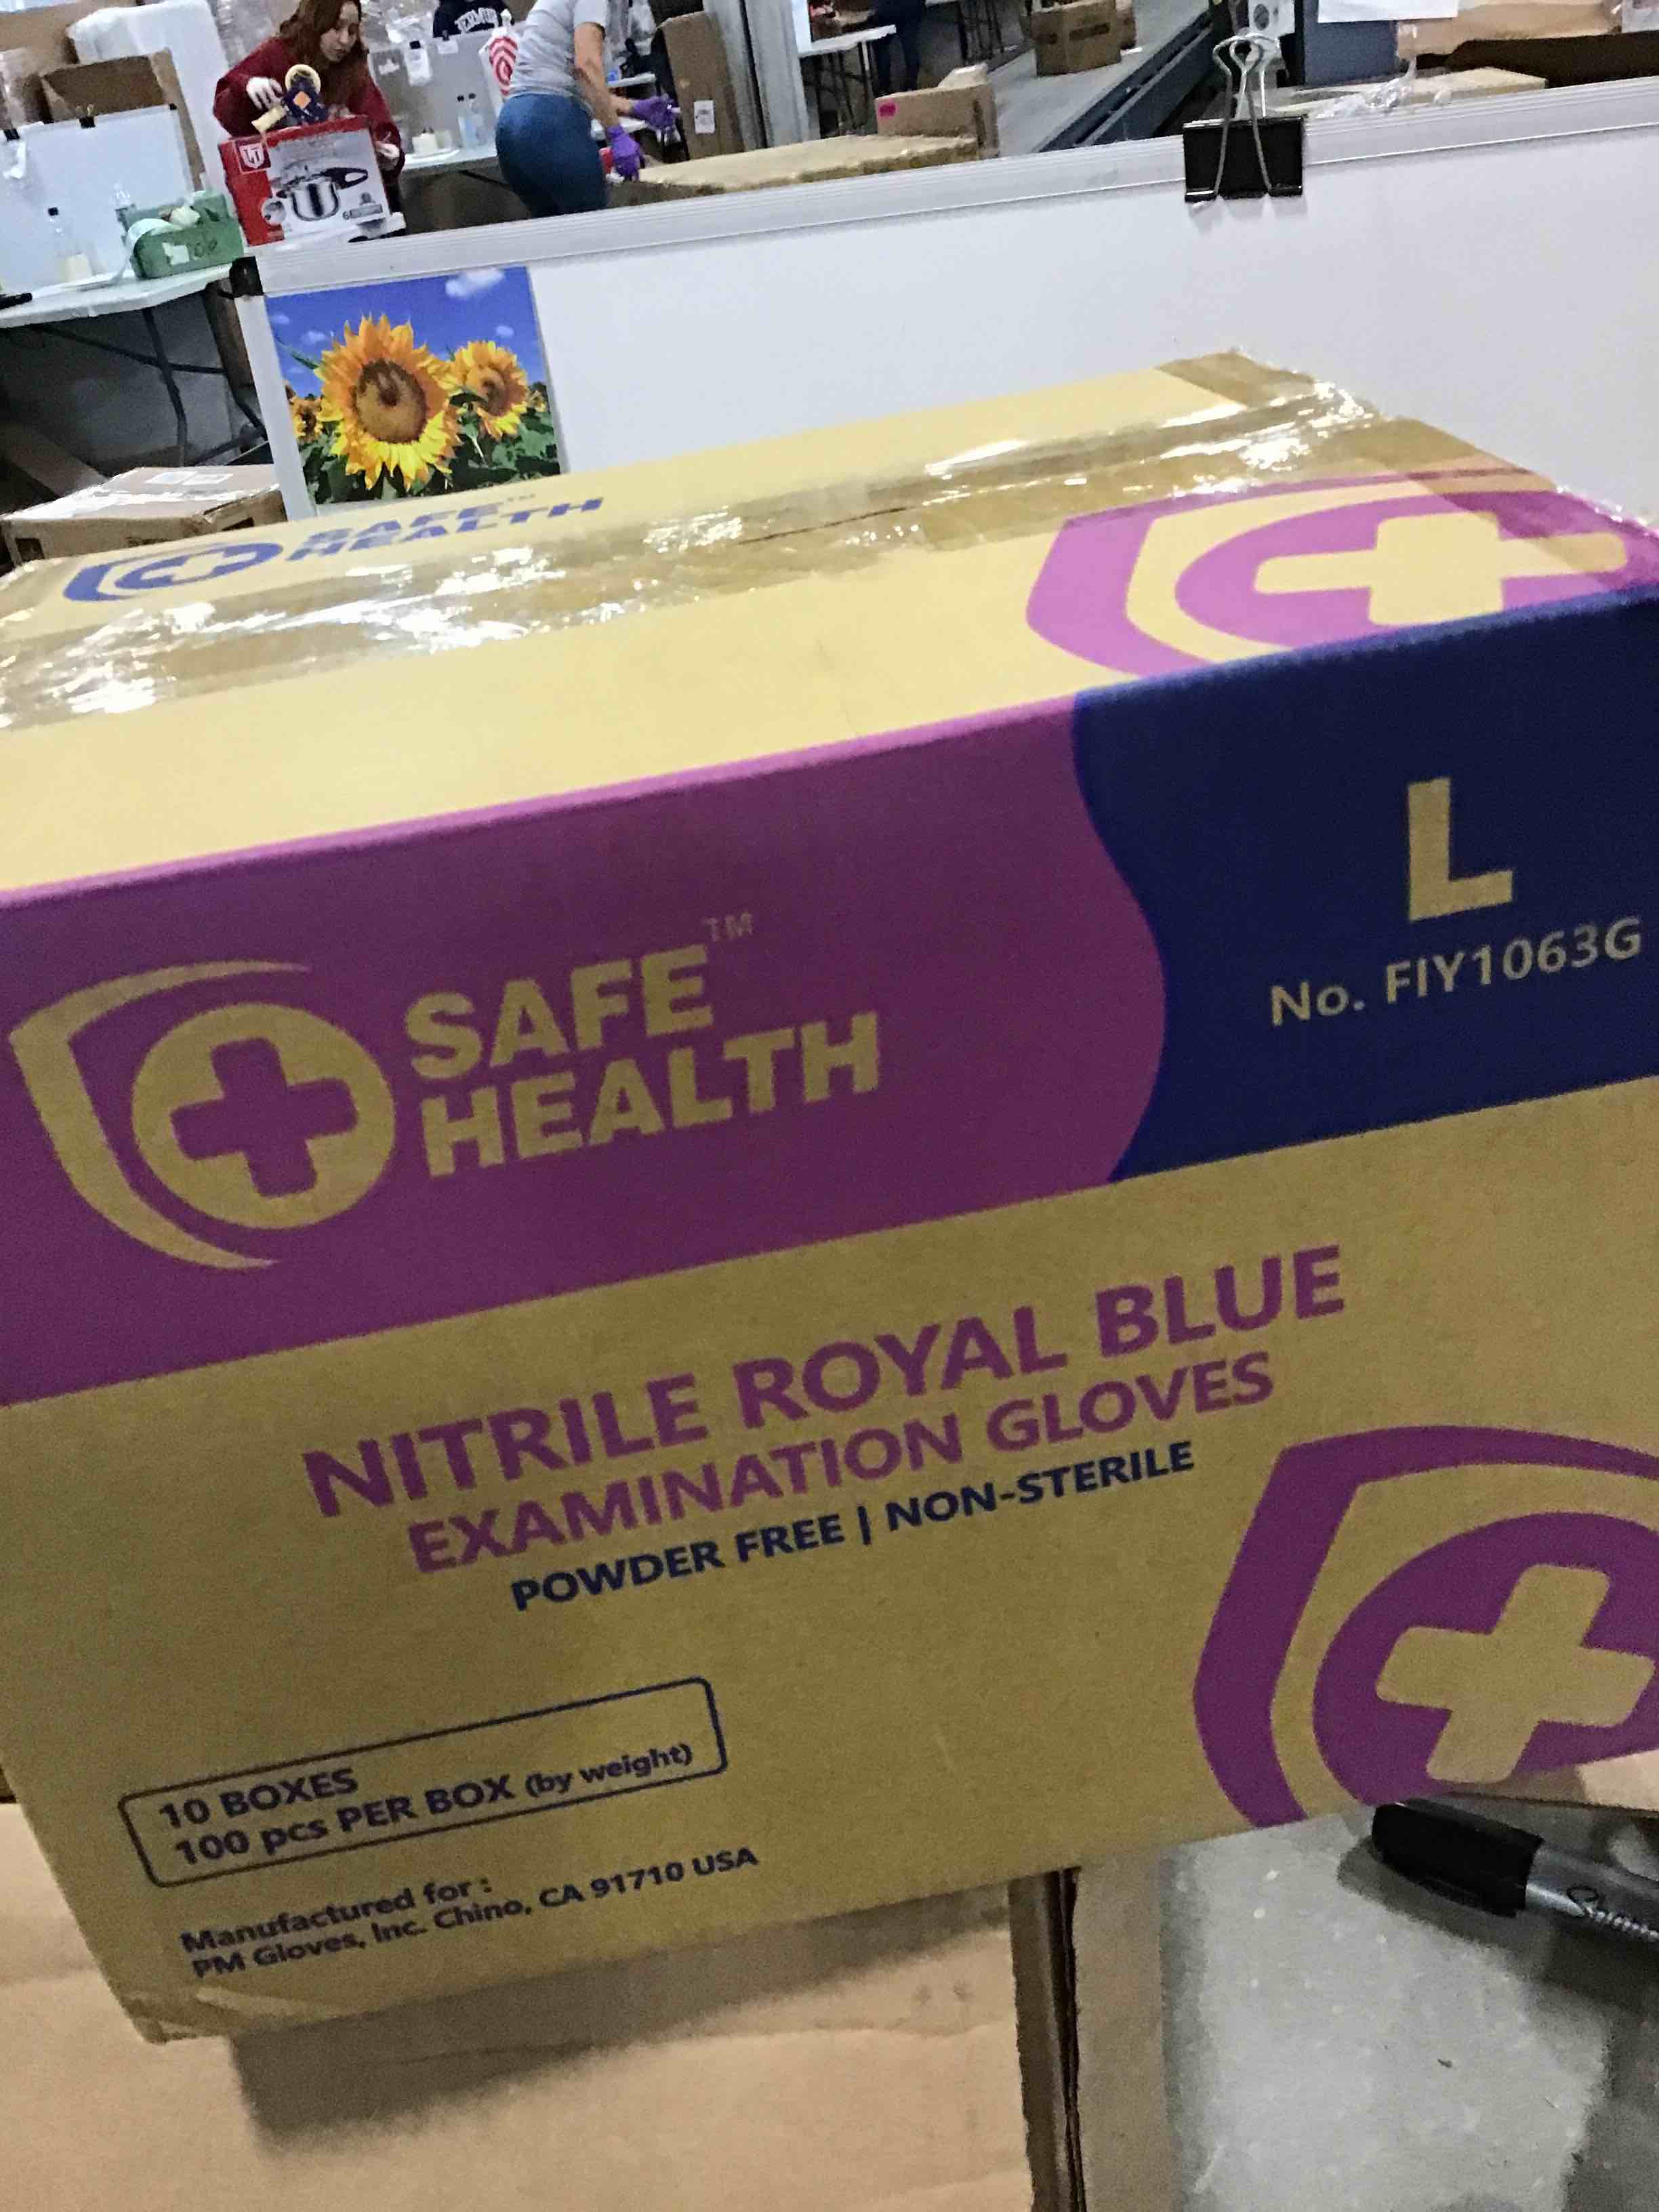 SAFE™
HEALTH
SAFE™
HEALTH
L
No. FIY1063G
NITRILE ROYAL BLUE
EXAMINATION GLOVES
POWDER FREE | NON-STERILE
10 BOXES
100 pcs PER BOX (by weight)
Manufactured for :
PM Gloves, Inc. Chino, CA 91710 USA